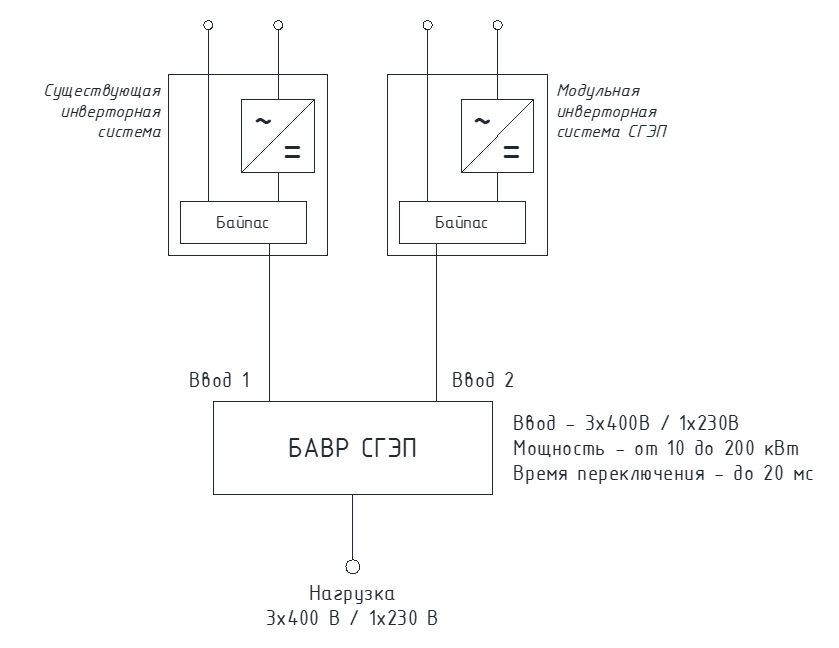 Существующая
инверторная
система
Модульная
инверторная
система СГЭП
~
=
~
=
Байпас
Байпас
Ввод 1
Ввод 2
БАВР СГЭП
Ввод - 3х400В / 1х230В
Мощность - от 10 до 200 кВт
Время переключения - до 20 мс
Нагрузка
3х400 В / 1х230 В